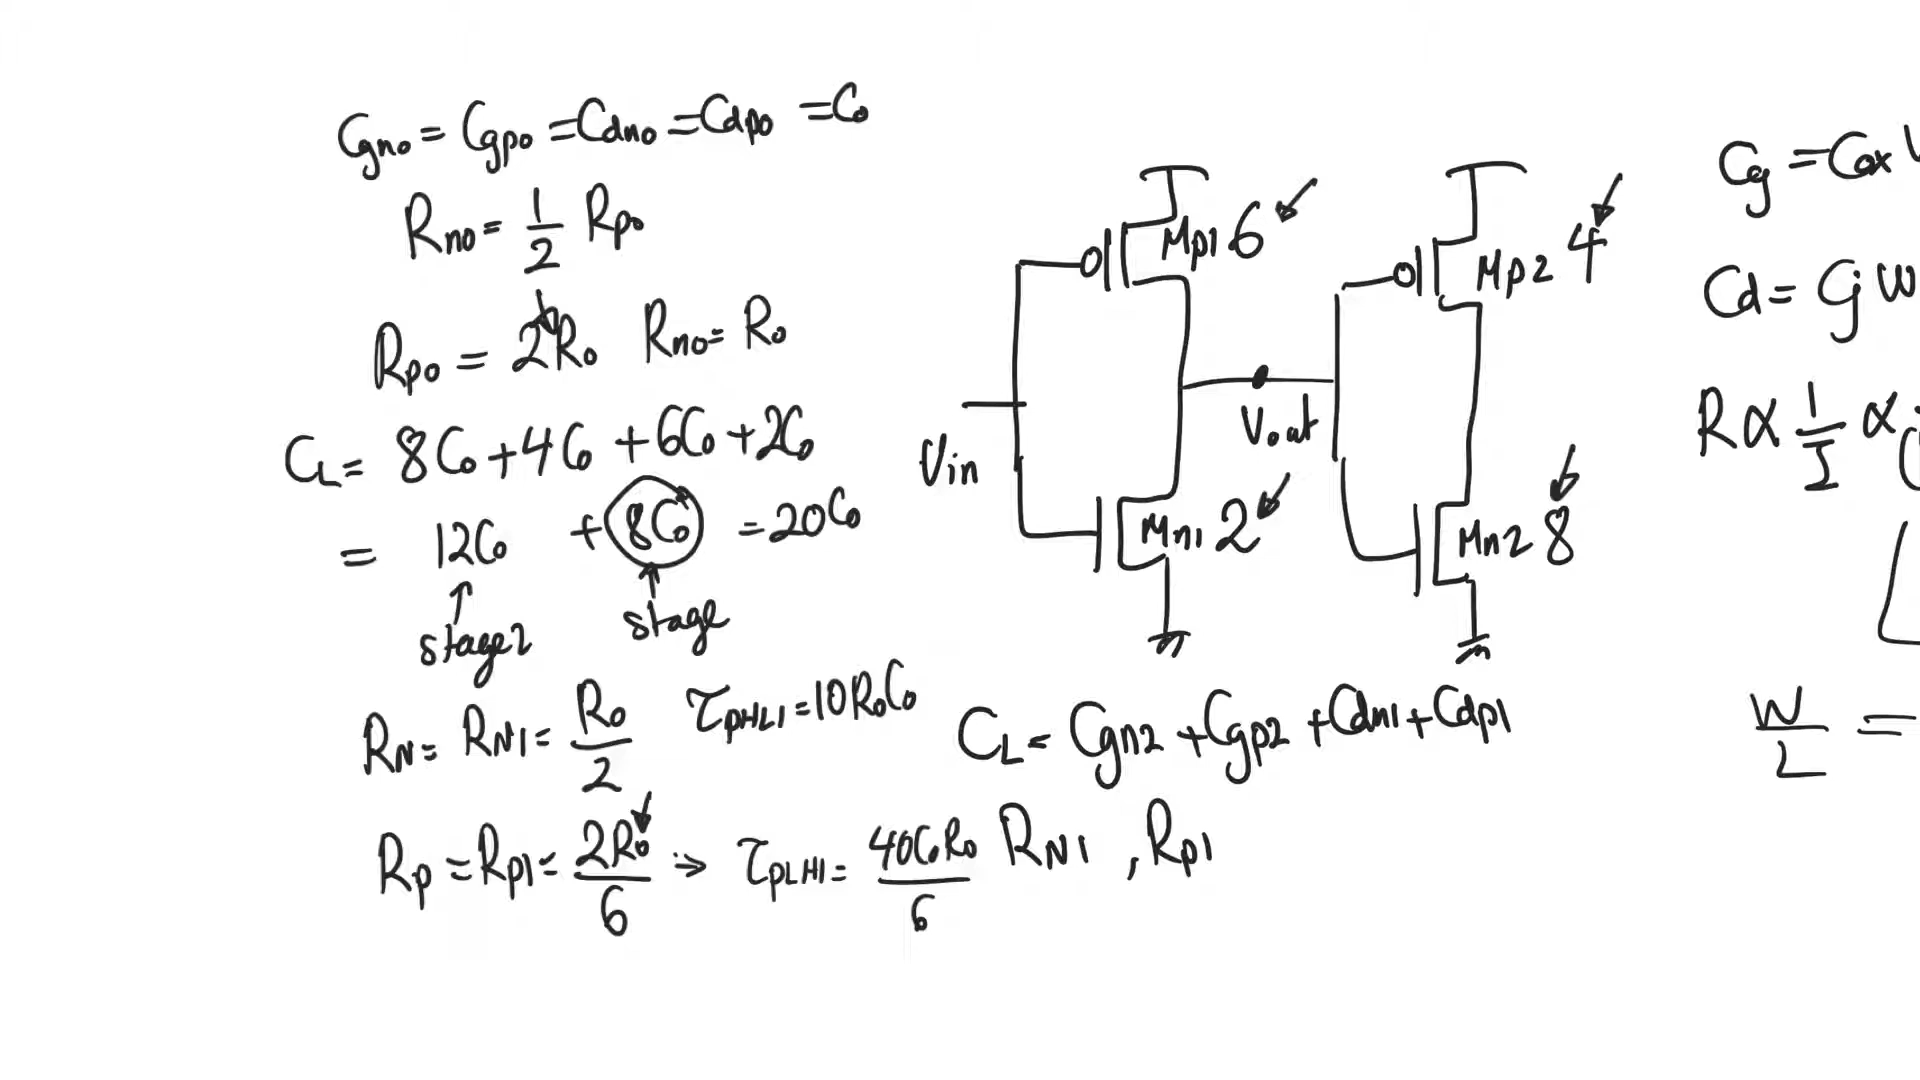 Cgno = Cgpo = Cdno = Cdpo = Co
Rno = 1/2 Rpo
Rpo = 2Ro Rno = Ro
CL = 8Co + 4Co + 6Co + 2Co
= 12Co + 8Co = 20Co
stage2 stage
RN = RN1 = Ro/2 τPHL1 = 10RoCo
Rp = Rp1 = 2Ro/6 ⇒ τPLH1 = 40CoRo/6
Mp1 6
Mp2 4
Vin
Vout
Mn1 2
Mn2 8
CL = Cgn2 + Cgp2 + Cdn1 + Cdp1
RN1, Rp1
Cg = Cox
Cd = Cj W
R α 1/I α
W/L =